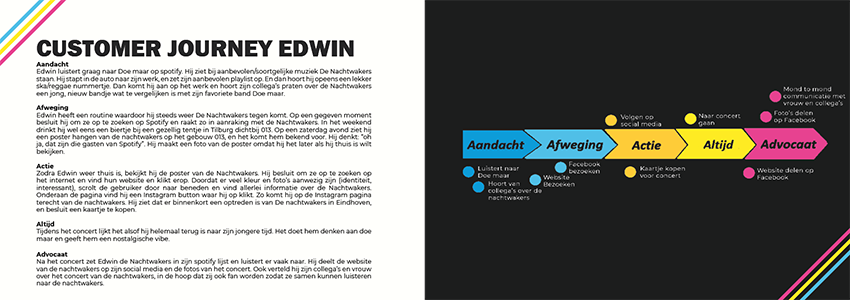 CUSTOMER JOURNEY EDWIN
Aandacht
Edwin luistert graag naar Doe maar op spotify. Hij ziet bij aanbevolen/soortgelijke muziek De Nachtwakers
staan. Hij stapt in de auto naar zijn werk, en zet zijn aanbevolen playlist op. En dan hoort hij opeens een lekker
ska/reggae nummertje. Dan komt hij aan op het werk en hoort zijn collega's praten over de Nachtwakers
een jong, nieuw bandje wat te vergelijken is met zijn favoriete band Doe maar.
Afweging
Edwin heeft een routine waardoor hij steeds weer De Nachtwakers tegen komt. Op een gegeven moment
besluit hij om ze op te zoeken op Spotify en raakt zo in aanraking met de Nachtwakers. In het weekend
drinkt hij wel eens een biertje bij een gezellig tentje in Tilburg dichtbij 013. Op een zaterdag avond ziet hij
een poster hangen van de nachtwakers op het gebouw 013, en het komt hem bekend voor. Hij denkt: "oh
ja, dat zijn die gasten van Spotify". Hij maakt een foto van de poster omdat hij het later als hij thuis is wilt
bekijken.
Actie
Zodra Edwin weer thuis is, bekijkt hij de poster van de Nachtwakers. Hij besluit om ze op te zoeken op
het internet en vind hun website en klikt erop. Doordat er veel kleur en foto's aanwezig zijn (identiteit,
interessant), scrolt de gebruiker door naar beneden en vind allerlei informatie over de Nachtwakers.
Onderaan de pagina vind hij een Instagram button waar hij op klikt. Zo komt hij op de Instagram pagina
terecht van de nachtwakers. Hij ziet dat er binnenkort een optreden is van De nachtwakers in Eindhoven,
en besluit een kaartje te kopen.
Altijd
Tijdens het concert lijkt het alsof hij helemaal terug is naar zijn jongere tijd. Het doet hem denken aan doe
maar en geeft hem een nostalgische vibe.
Advocaat
Na het concert zet Edwin de Nachtwakers in zijn spotify lijst en luistert er vaak naar. Hij deelt de website
van de nachtwakers op zijn social media en de fotos van het concert. Ook verteld hij zijn collega's en vrouw
over het concert van de nachtwakers, in de hoop dat zij ook fan worden zodat ze samen kunnen luisteren
naar de nachtwakers.
Mond to mond
communicatie met
vrouw en collega's
Volgen op
social media
Naar concert
gaan
Foto's delen
op Facebook
Aandacht
Afweging
Actie
Altijd
Advocaat
Luistert naar
Doe maar
Hoort van
collega's over de
nachtwakers
Facebook
bezoeken
Website
Bezoeken
Kaartje kopen
voor concert
Website delen op
Facebook